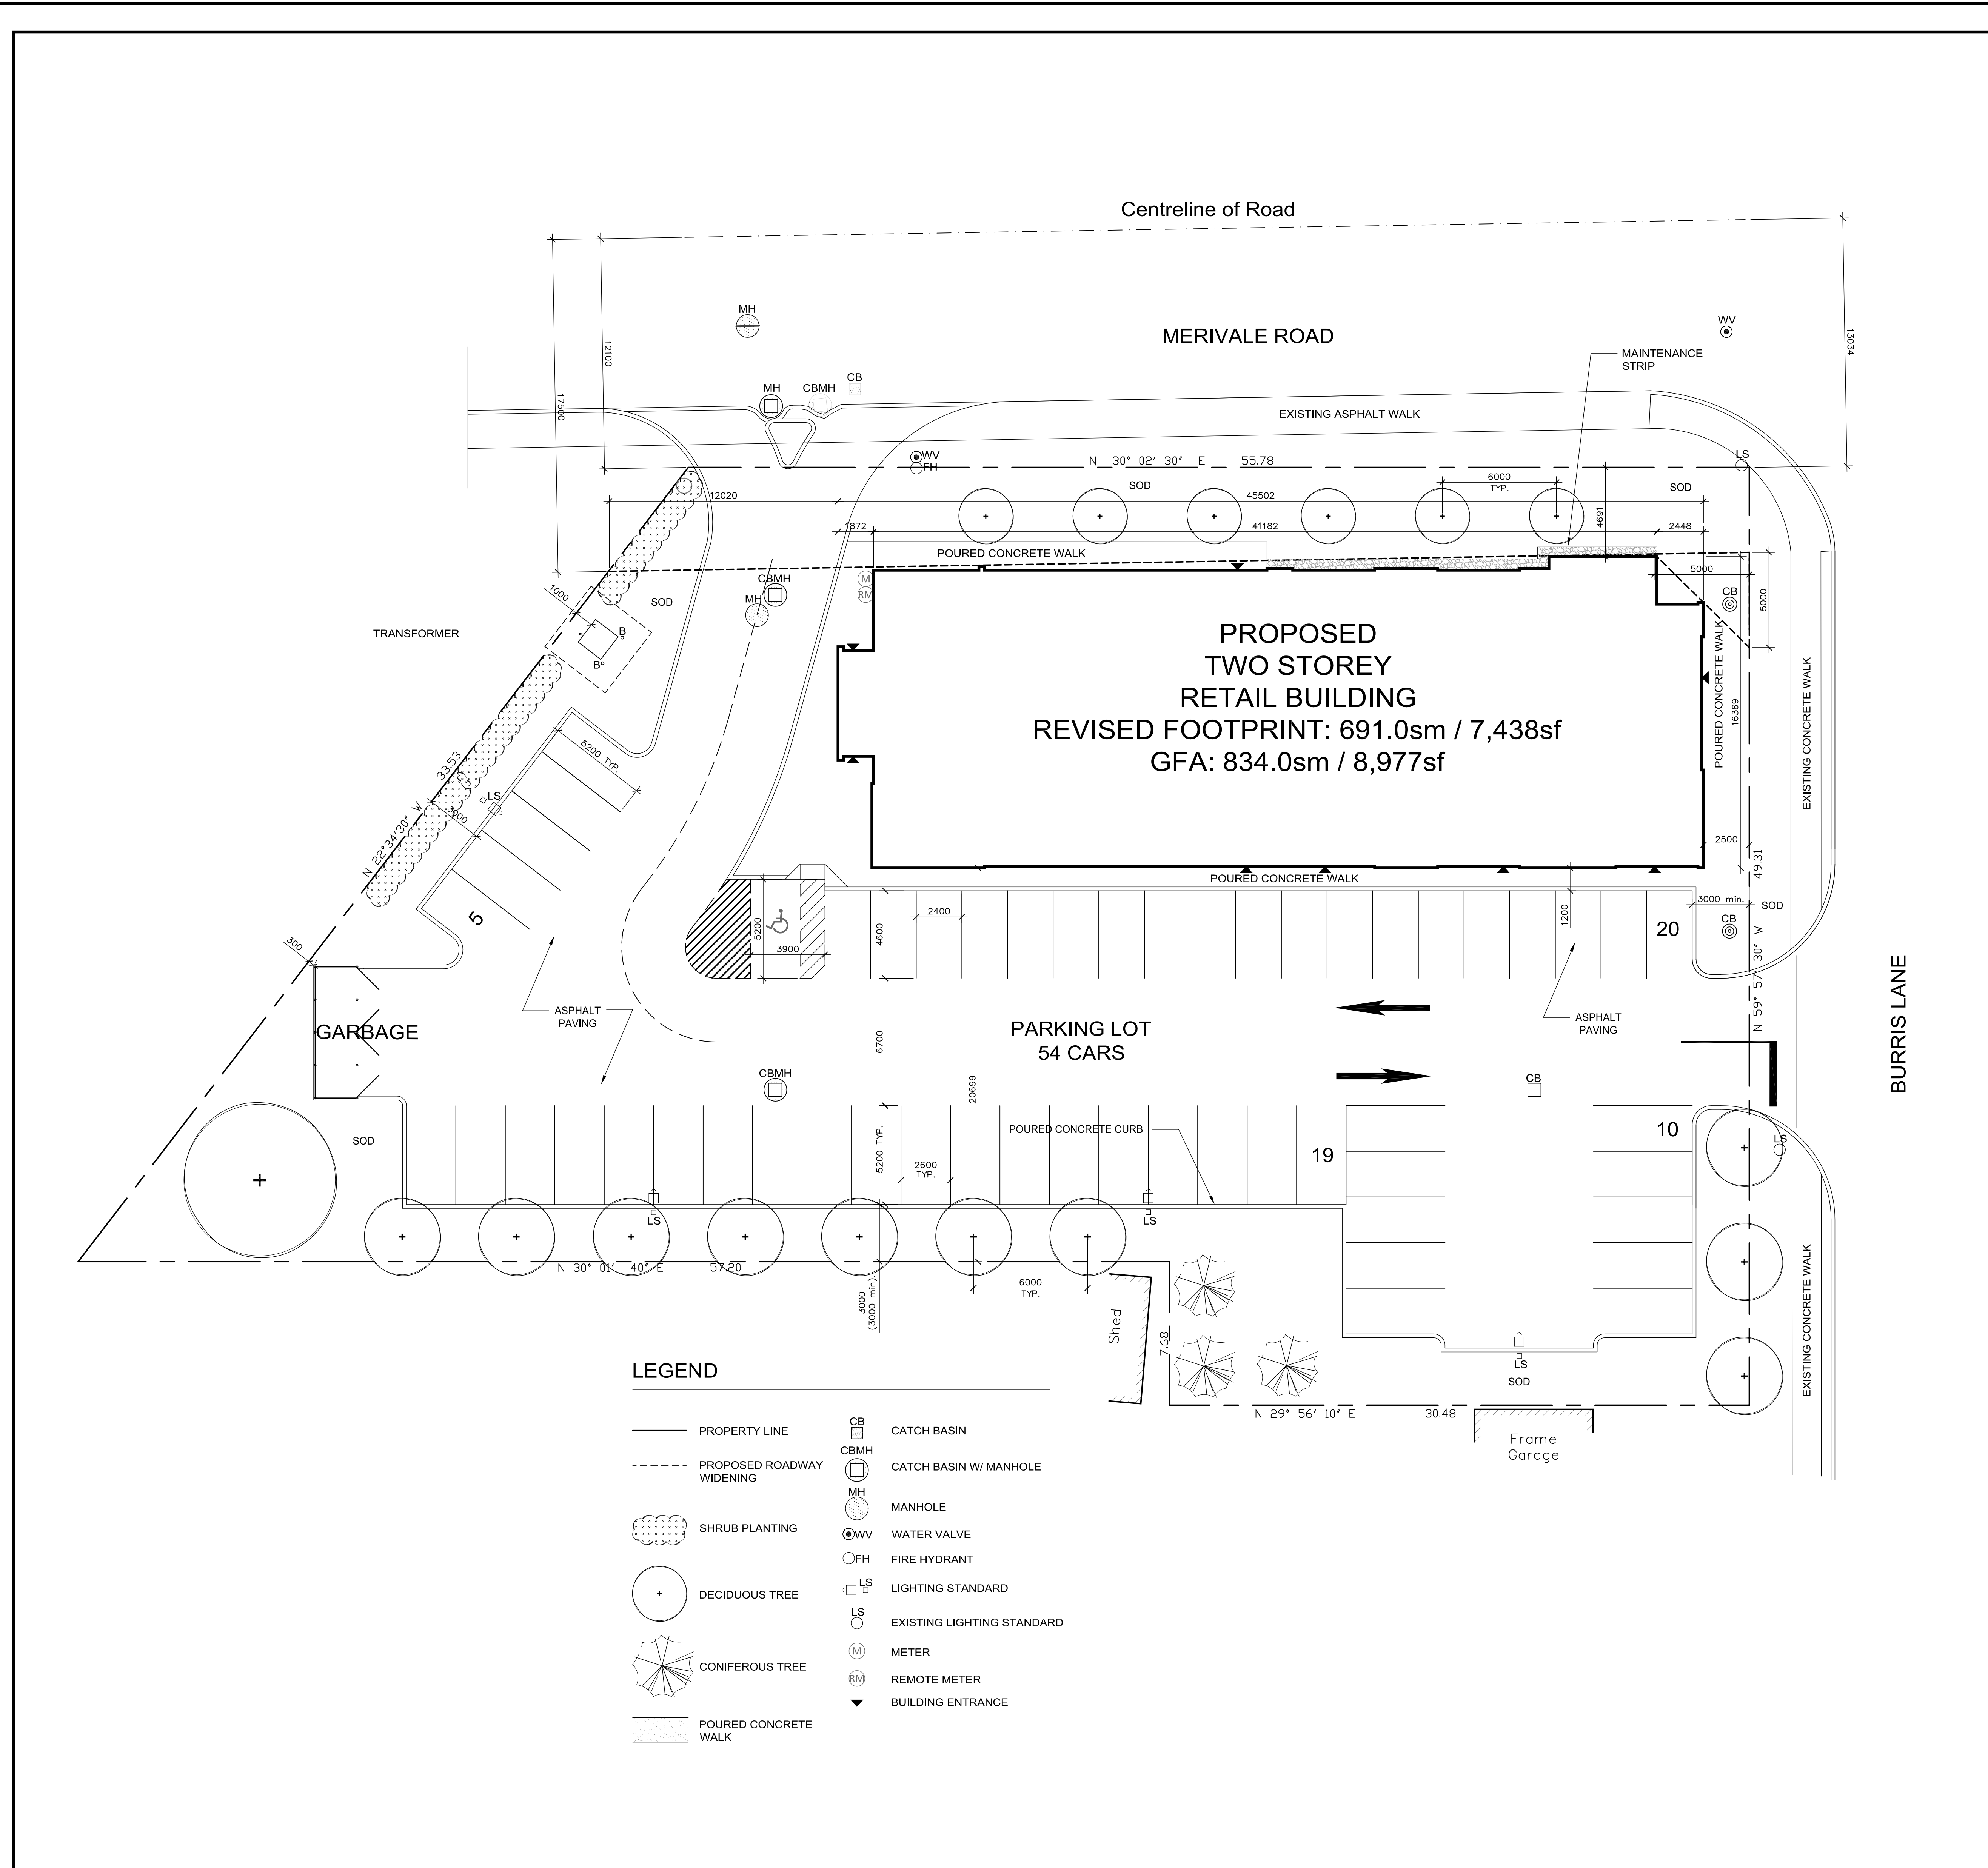 Centreline of Road
MH
WV
MERIVALE ROAD
MAINTENANCE
STRIP
12100
13034
17500
CB
MH
CBMH
EXISTING ASPHALT WALK
WV
FH
N 30° 02' 30" E 55.78
LS
6000
TYP.
SOD
SOD
12020
45502
4691
1872
41182
2448
POURED CONCRETE WALK
5000
CBMH
M
RM
MH
CB
5000
1000
SOD
TRANSFORMER
B
B
PROPOSED
TWO STOREY
RETAIL BUILDING
REVISED FOOTPRINT: 691.0sm / 7,438sf
GFA: 834.0sm / 8,977sf
POURED CONCRETE WALK
16369
EXISTING CONCRETE WALK
5200 TYP.
33.53
N 22°34'30" W
LS
3000
2500
49.31
POURED CONCRETE WALK
3000 min.
SOD
CB
5
2400
1200
20
5200
3900
4600
300
N 59° 57' 30" W
BURRIS LANE
ASPHALT
PAVING
ASPHALT
PAVING
GARBAGE
PARKING LOT
54 CARS
6700
CBMH
CB
20699
SOD
POURED CONCRETE CURB
10
19
LS
5200 TYP.
2600
TYP.
LS
LS
N 30° 01' 40" E 57.20
6000
TYP.
3000
(3000 min).
Shed
7.68
LS
SOD
EXISTING CONCRETE WALK
N 29° 56' 10" E 30.48
Frame
Garage
LEGEND
PROPERTY LINE
PROPOSED ROADWAY
WIDENING
SHRUB PLANTING
DECIDUOUS TREE
CONIFEROUS TREE
POURED CONCRETE
WALK
CB
CATCH BASIN
CBMH
CATCH BASIN W/ MANHOLE
MH
MANHOLE
WV
WATER VALVE
FH
FIRE HYDRANT
LS
LIGHTING STANDARD
LS
EXISTING LIGHTING STANDARD
M
METER
RM
REMOTE METER
BUILDING ENTRANCE